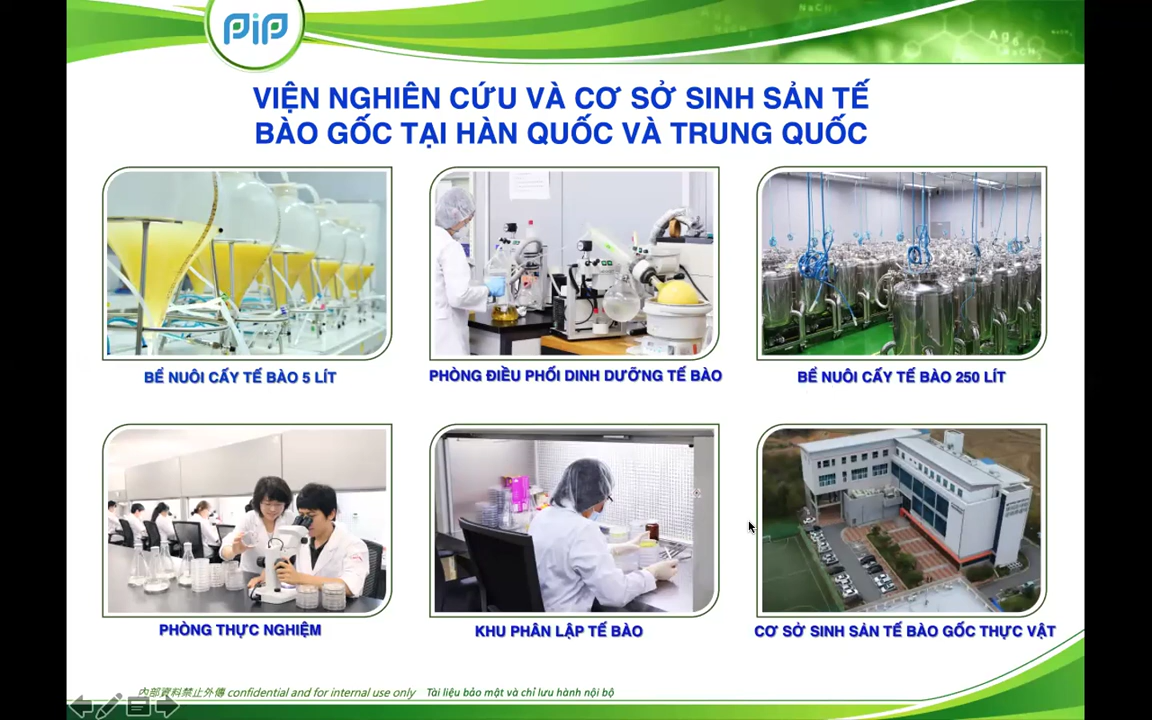 PiP
VIỆN NGHIÊN CỨU VÀ CƠ SỞ SINH SẢN TẾ
BÀO GỐC TẠI HÀN QUỐC VÀ TRUNG QUỐC
BỂ NUÔI CẤY TẾ BÀO 5 LÍT
PHÒNG ĐIỀU PHỐI DINH DƯỠNG TẾ BÀO
BỂ NUÔI CẤY TẾ BÀO 250 LÍT
PHÒNG THỰC NGHIỆM
KHU PHÂN LẬP TẾ BÀO
CƠ SỞ SINH SẢN TẾ BÀO GỐC THỰC VẬT
內部資料禁止外傳 confidential and for internal use only Tài liệu bảo mật và chỉ lưu hành nội bộ